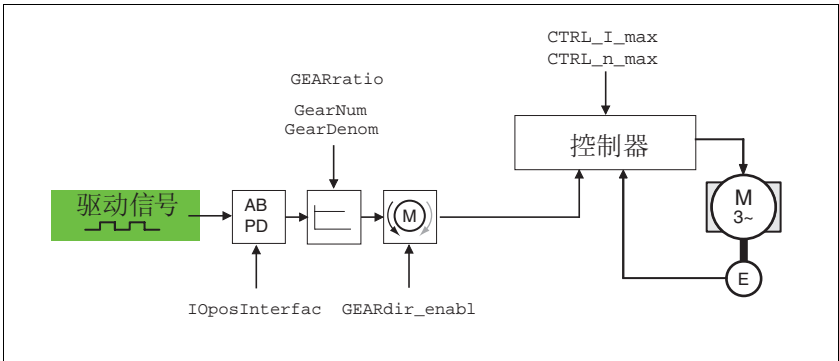 CTRL_I_max
CTRL_n_max
GEARratio
GearNum
GearDenom
控制器
驱动信号
AB
PD
M
M
3~
E
IOposInterfac
GEARdir_enabl